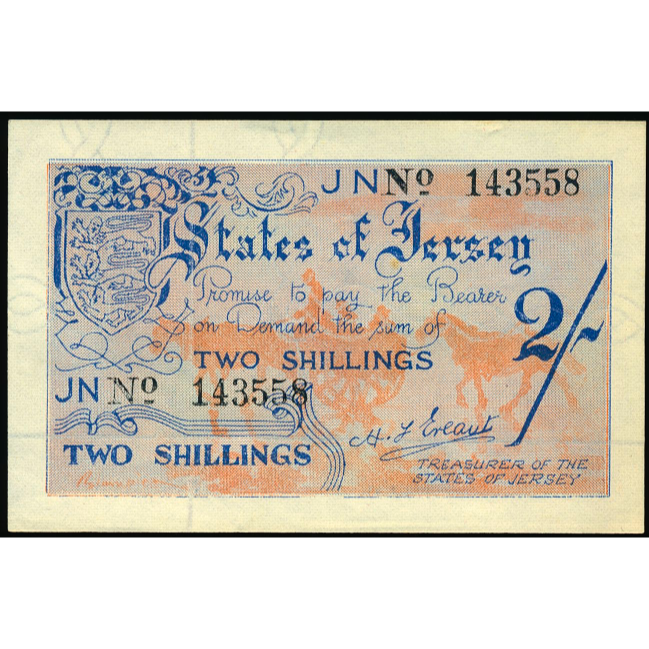 JN No 143558
States of Jersey
Promise to pay the Bearer
on Demand the sum of
2/-
TWO SHILLINGS
JN No 143558
H. F. Ereaut
TWO SHILLINGS
TREASURER OF THE
STATES OF JERSEY